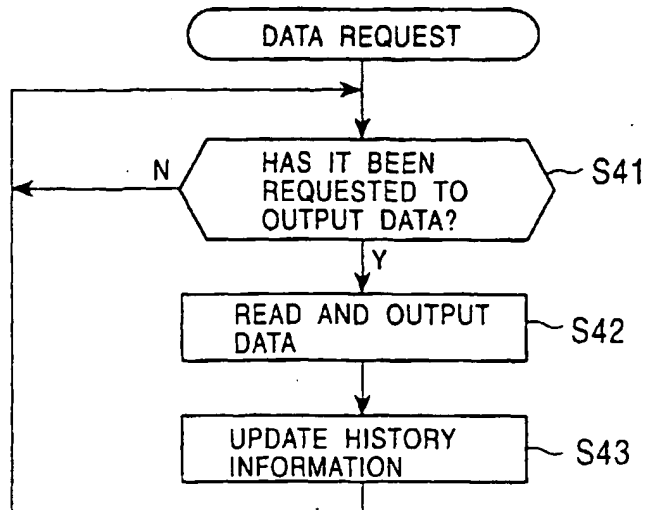 DATA REQUEST
N
HAS IT BEEN
REQUESTED TO
OUTPUT DATA?
S41
Y
READ AND OUTPUT
DATA
S42
UPDATE HISTORY
INFORMATION
S43